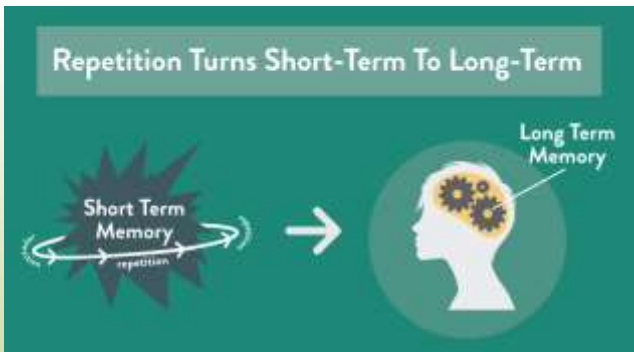 Repetition Turns Short-Term To Long-Term
Short Term
Memory
repetition
Long Term
Memory